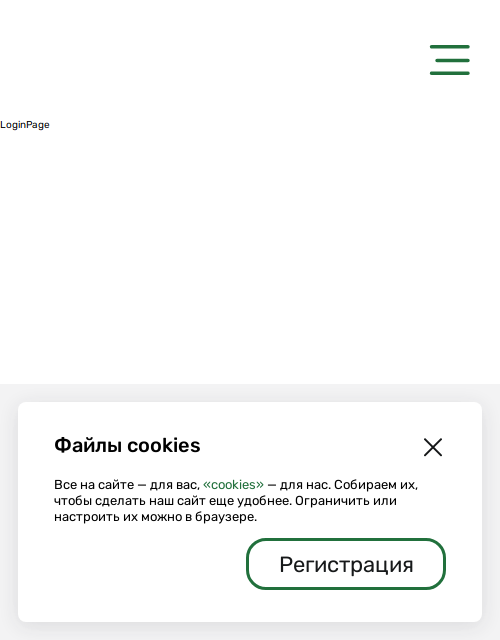 LoginPage
Файлы cookies
Все на сайте — для вас, «cookies» — для нас. Собираем их,
чтобы сделать наш сайт еще удобнее. Ограничить или
настроить их можно в браузере.
Регистрация